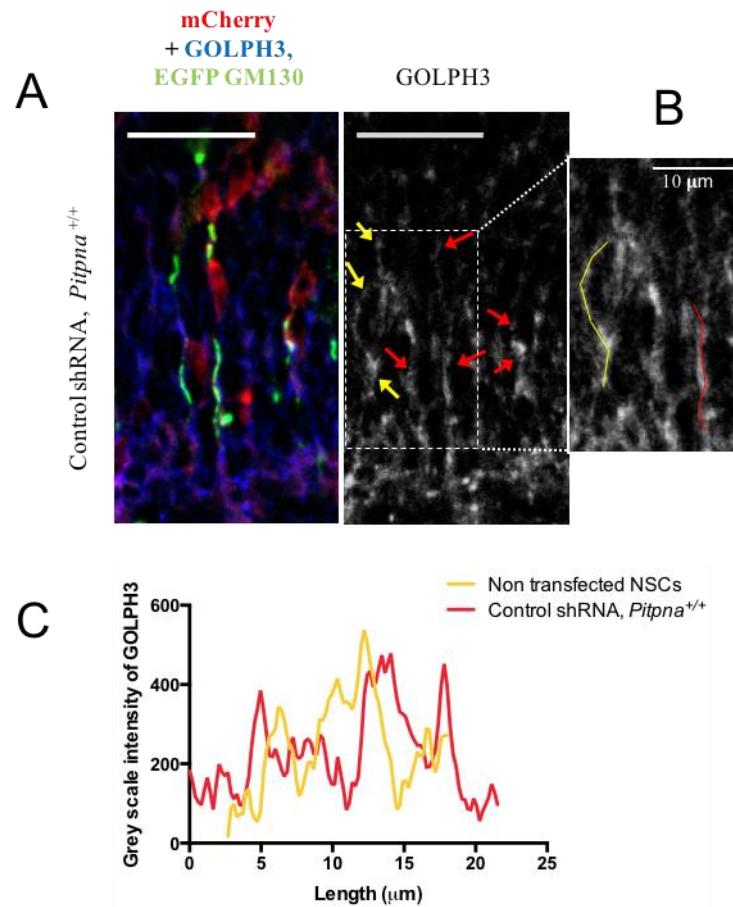 mCherry
+ GOLPH3,
EGFP GM130
GOLPH3
A
B
Control shRNA, Pitpna+/+
10 μm
C
Non transfected NSCs
Control shRNA, Pitpna+/+
Grey scale intensity of GOLPH3
600
400
200
0
0 5 10 15 20 25
Length (μm)